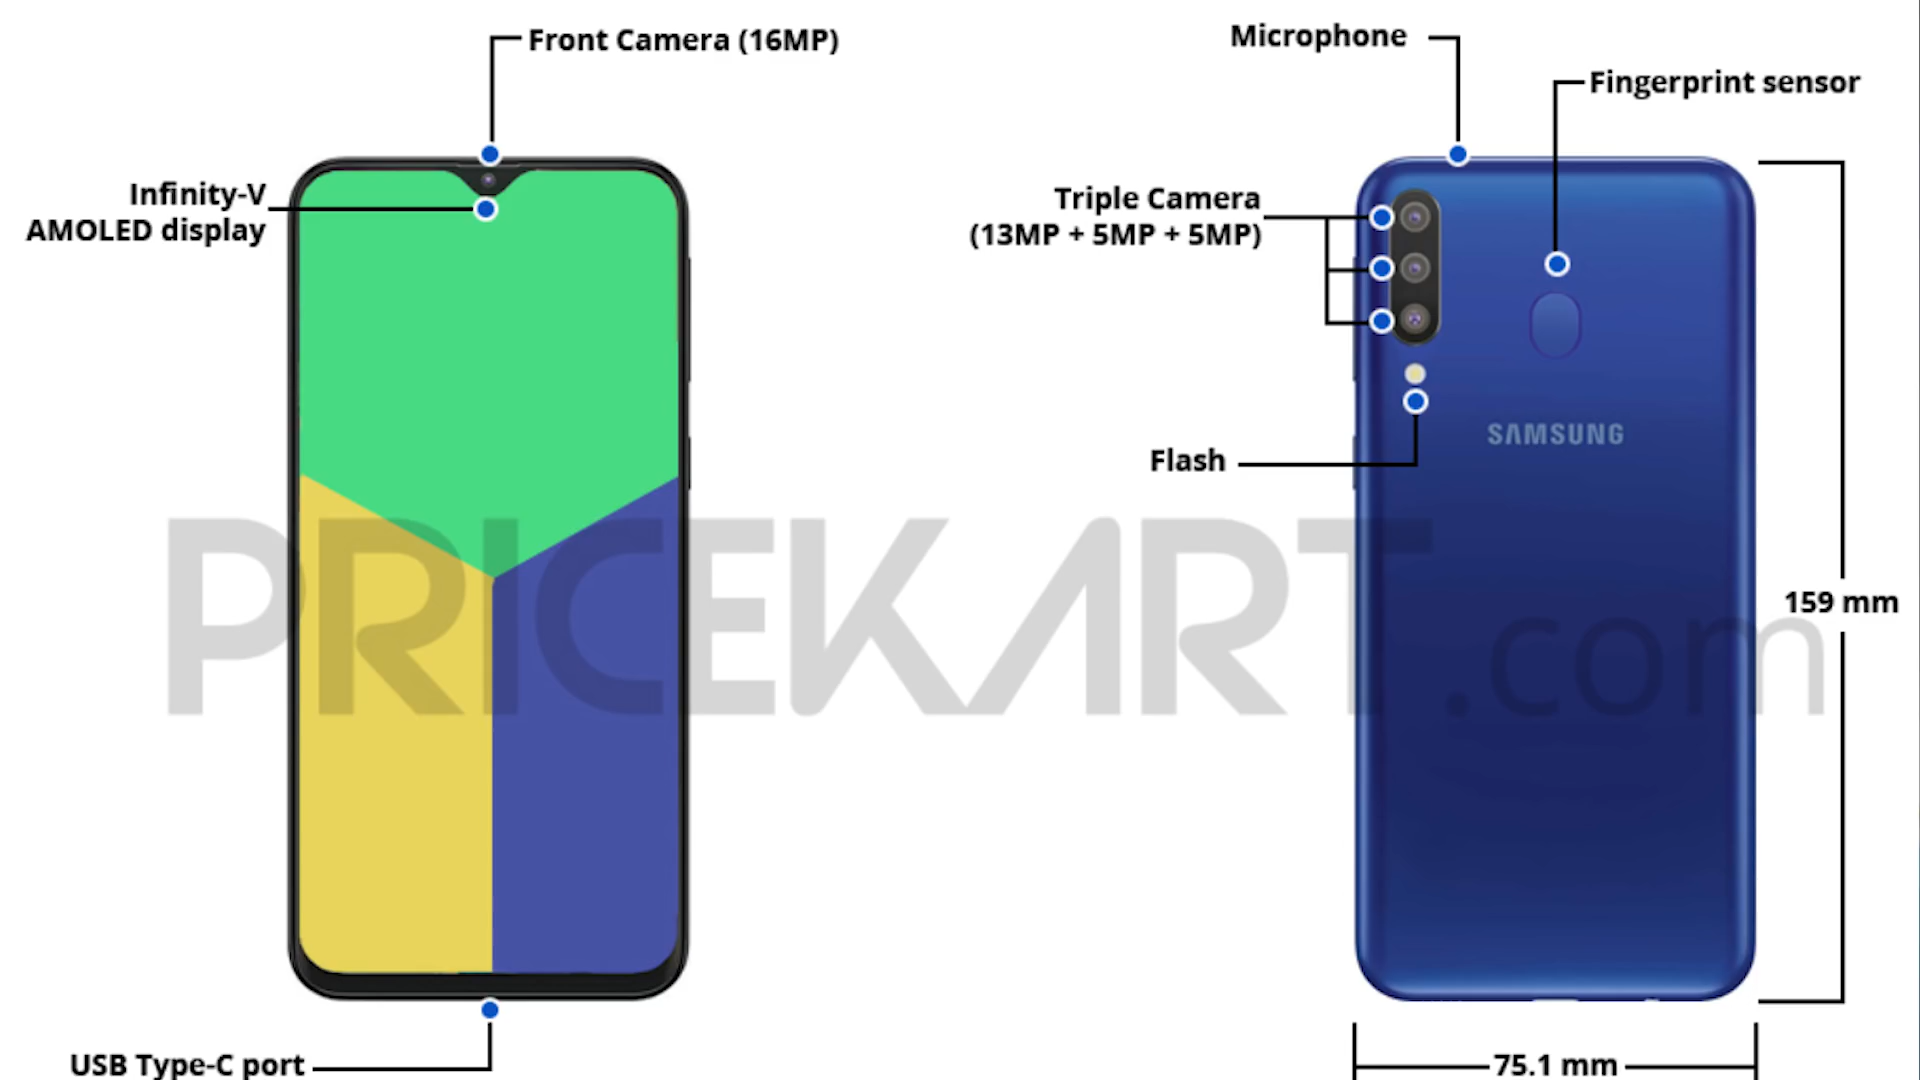 Front Camera (16MP)
Microphone
Fingerprint sensor
Infinity-V
AMOLED display
Triple Camera
(13MP + 5MP + 5MP)
SAMSUNG
Flash
PRICEKART.com
159 mm
USB Type-C port
75.1 mm